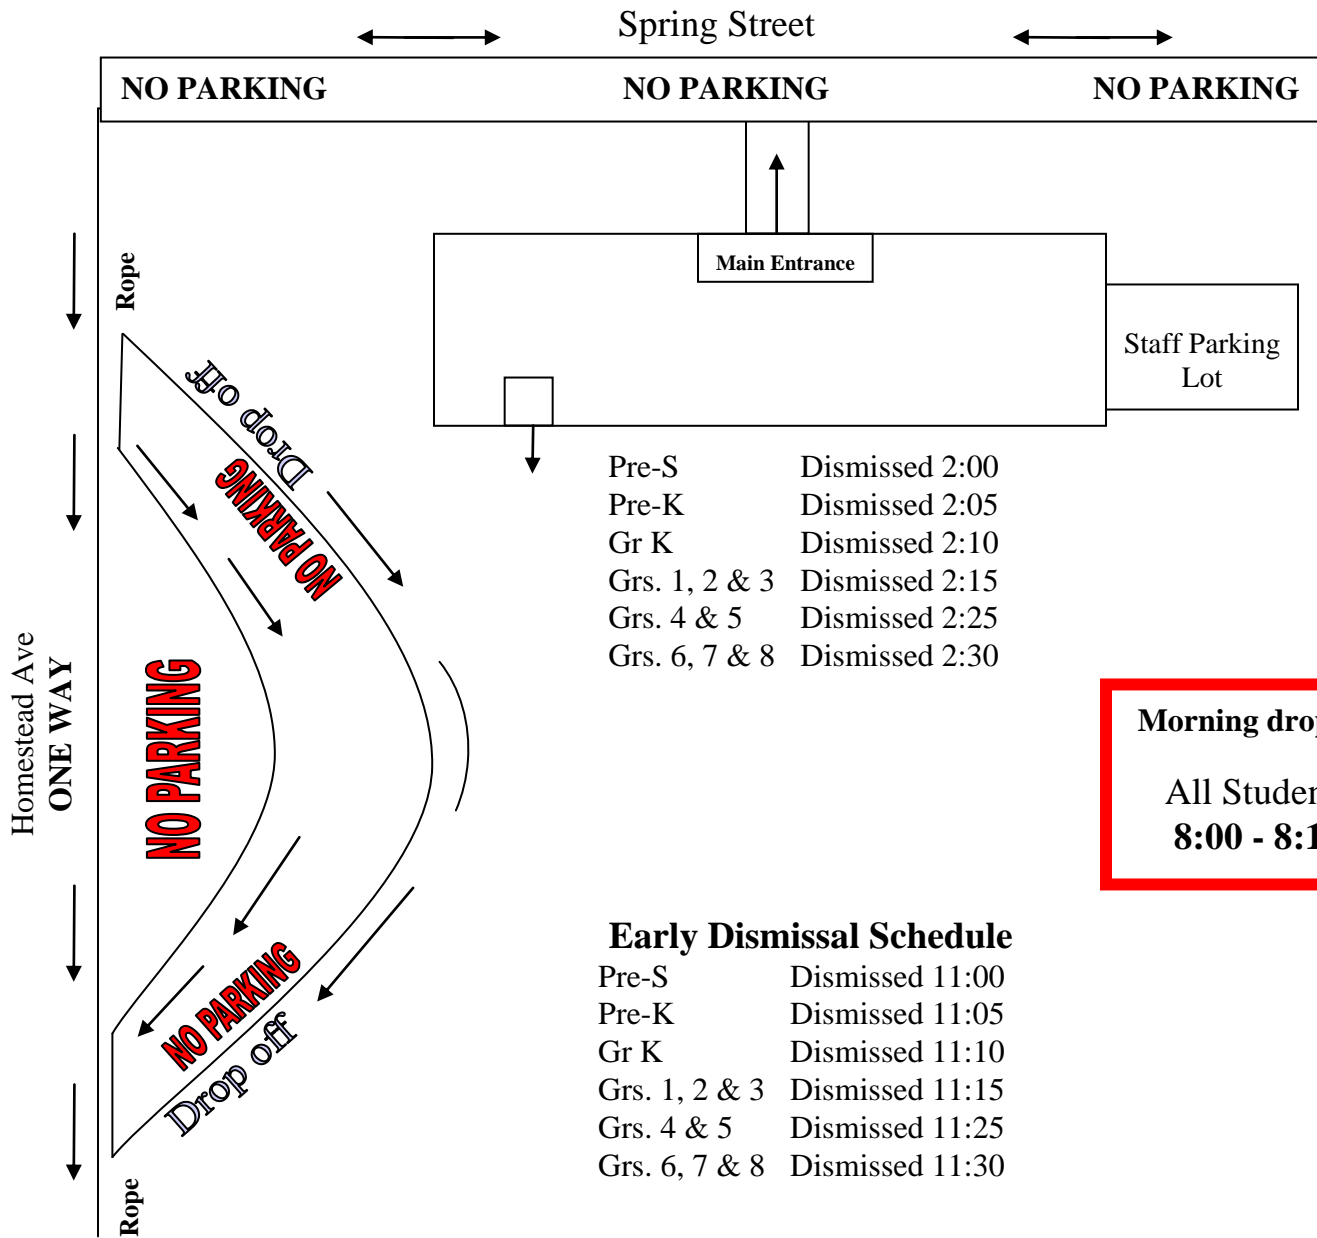 Spring Street
NO PARKING NO PARKING NO PARKING
Main Entrance
Rope
Staff Parking
Lot
Drop off
NO PARKING
Pre-S Dismissed 2:00
Pre-K Dismissed 2:05
Gr K Dismissed 2:10
Grs. 1, 2 & 3 Dismissed 2:15
Grs. 4 & 5 Dismissed 2:25
Grs. 6, 7 & 8 Dismissed 2:30
Homestead Ave
ONE WAY
NO PARKING
Morning
All
8:00 -
Early Dismissal Schedule
Pre-S Dismissed 11:00
Pre-K Dismissed 11:05
Gr K Dismissed 11:10
Grs. 1, 2 & 3 Dismissed 11:15
Grs. 4 & 5 Dismissed 11:25
Grs. 6, 7 & 8 Dismissed 11:30
NO PARKING
Drop off
Rope